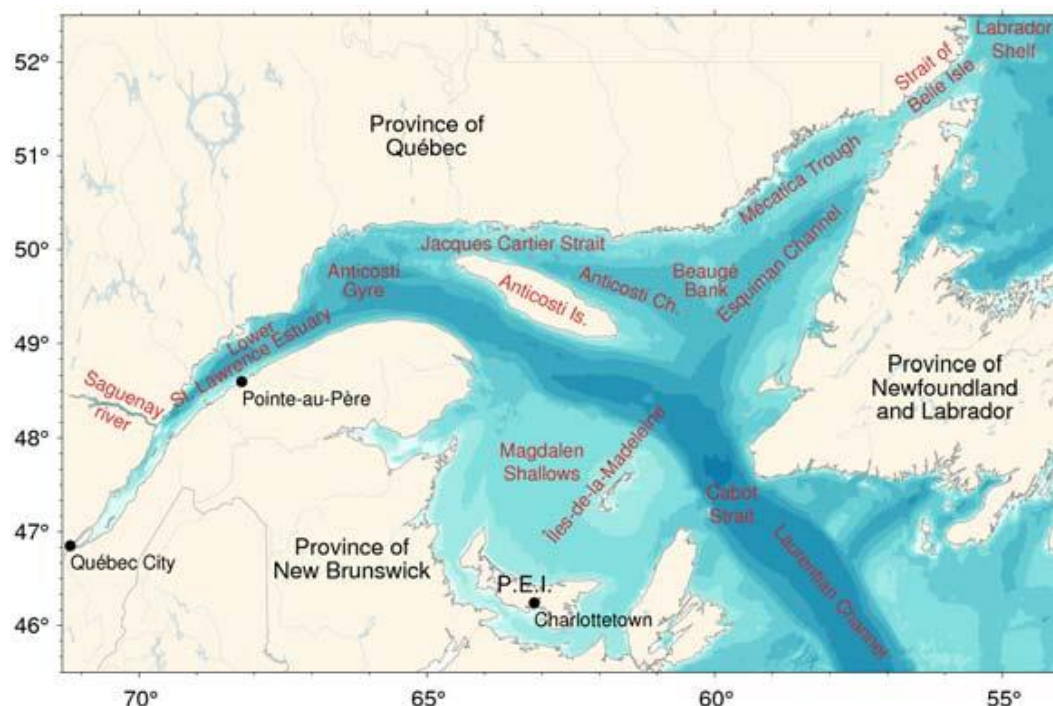 Labrador
Shelf
Strait of
Belle Isle
Province of
Québec
Mécatica Trough
Jacques Cartier Strait
Anticosti
Gyre
Anticosti Is.
Anticosti Ch.
Beaugé
Bank
Esquiman Channel
Lower
St. Lawrence Estuary
Saguenay
river
Pointe-au-Père
Province of
Newfoundland
and Labrador
Magdalen
Shallows
Îles-de-la-Madeleine
Cabot
Strait
Laurentian Channel
Québec City
Province of
New Brunswick
P.E.I.
Charlottetown
52°
51°
50°
49°
48°
47°
46°
70°
65°
60°
55°